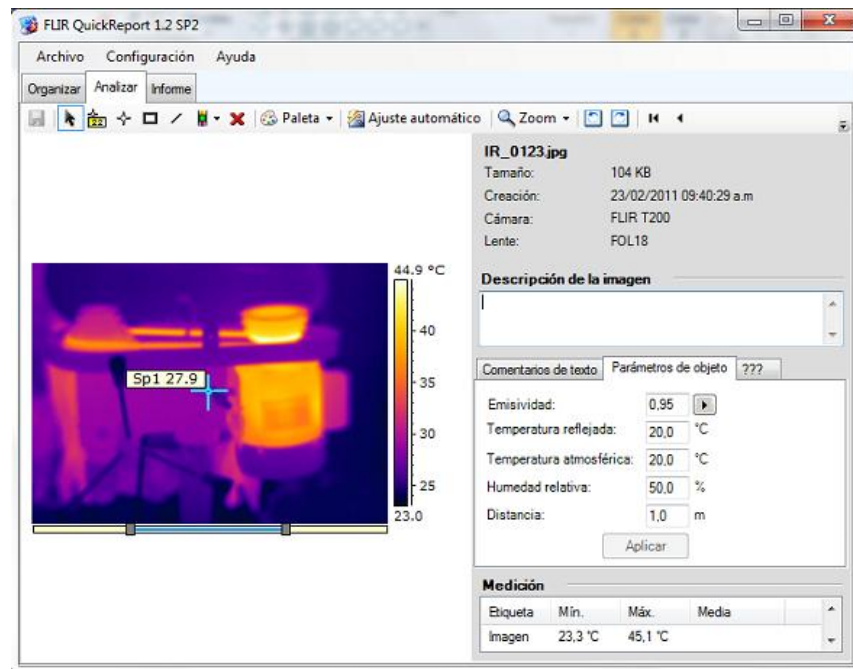 FLIR QuickReport 1.2 SP2
Archivo Configuración Ayuda
Organizar Analizar Informe
Paleta Ajuste automático Zoom
IR_0123.jpg
Tamaño: 104 KB
Creación: 23/02/2011 09:40:29 a.m
Cámara: FLIR T200
Lente: FOL18
44.9 °C
40
35
30
25
23.0
Sp1 27.9
Descripción de la imagen
Comentarios de texto Parámetros de objeto ???
Emisividad: 0,95
Temperatura reflejada: 20,0 °C
Temperatura atmosférica: 20,0 °C
Humedad relativa: 50,0 %
Distancia: 1,0 m
Aplicar
Medición
Etiqueta Mín. Máx. Media
Imagen 23,3 °C 45,1 °C